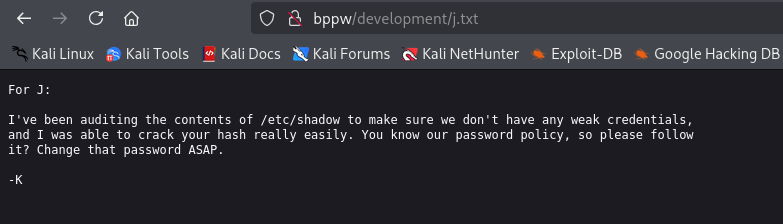 bppw/development/j.txt
Kali Linux Kali Tools Kali Docs Kali Forums Kali NetHunter Exploit-DB Google Hacking DB
For J:
I've been auditing the contents of /etc/shadow to make sure we don't have any weak credentials,
and I was able to crack your hash really easily. You know our password policy, so please follow
it? Change that password ASAP.
-K